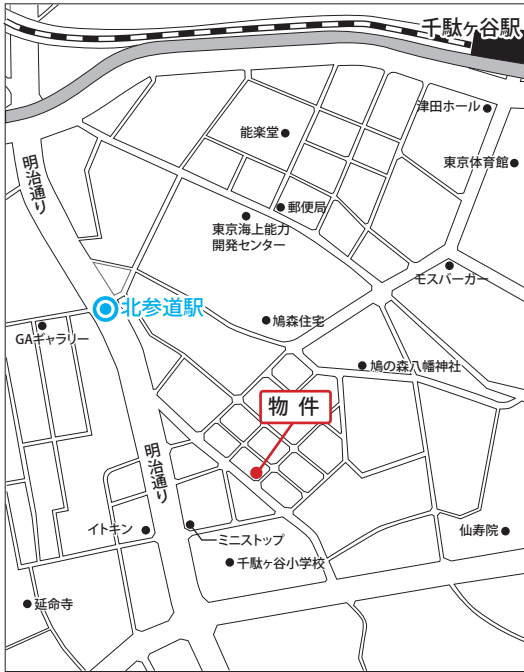 千駄ヶ谷駅
津田ホール
能楽堂
東京体育館
明治通り
郵便局
東京海上能力
開発センター
モスバーガー
北参道駅
鳩森住宅
GAギャラリー
鳩の森八幡神社
物件
明治通り
イトキン
ミニストップ
仙寿院
千駄ヶ谷小学校
延命寺